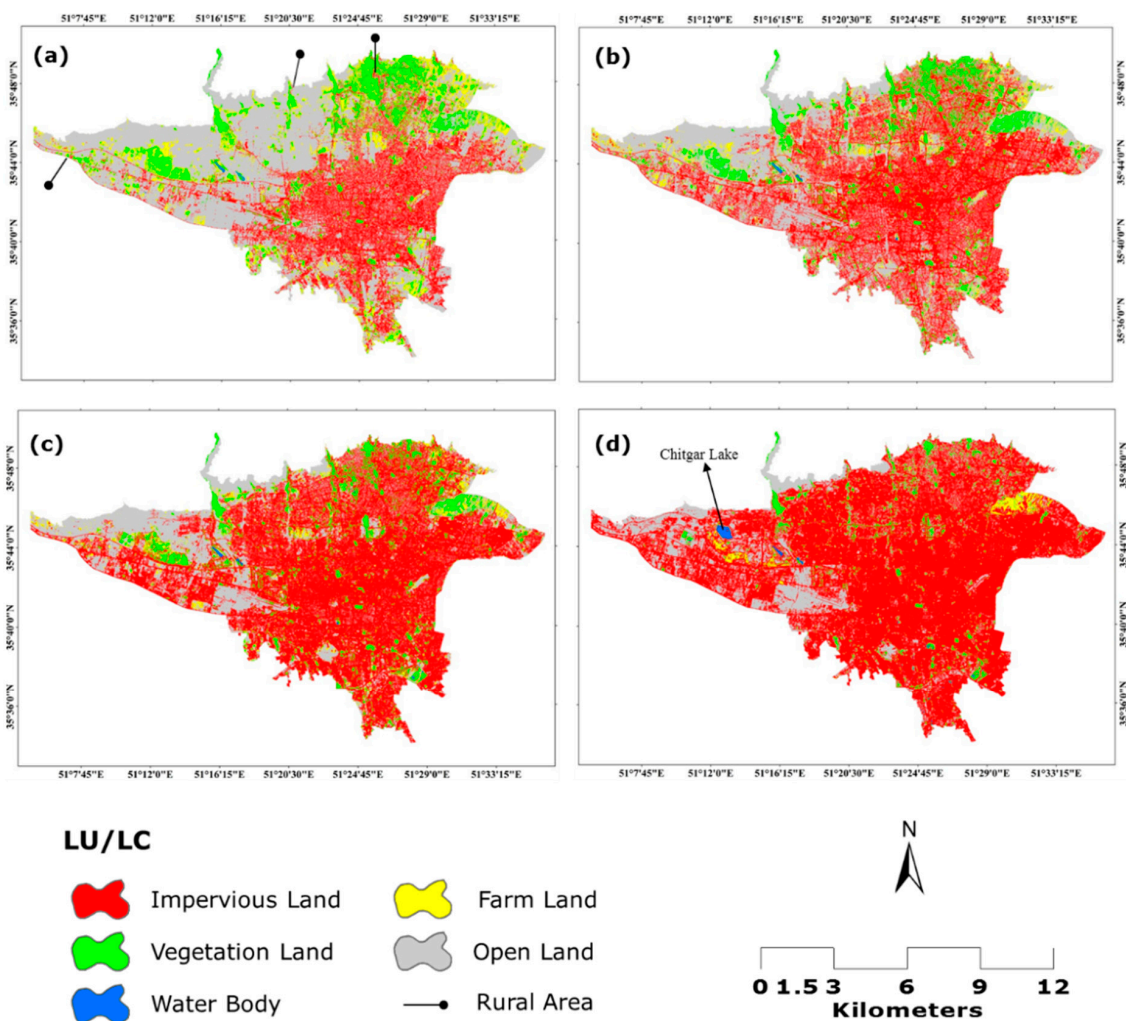 51°7'45"E 51°12'0"E 51°16'15"E 51°20'30"E 51°24'45"E 51°29'0"E 51°33'15"E
51°7'45"E 51°12'0"E 51°16'15"E 51°20'30"E 51°24'45"E 51°29'0"E 51°33'15"E
(a)
35°48'0"N
35°44'0"N
35°40'0"N
35°36'0"N
(b)
35°48'0"N
35°44'0"N
35°40'0"N
35°36'0"N
(c)
35°48'0"N
35°44'0"N
35°40'0"N
35°36'0"N
(d)
Chitgar Lake
35°48'0"N
35°44'0"N
35°40'0"N
35°36'0"N
51°7'45"E 51°12'0"E 51°16'15"E 51°20'30"E 51°24'45"E 51°29'0"E 51°33'15"E
51°7'45"E 51°12'0"E 51°16'15"E 51°20'30"E 51°24'45"E 51°29'0"E 51°33'15"E
LU/LC
Impervious Land
Vegetation Land
Water Body
Farm Land
Open Land
Rural Area
N
0 1.5 3 6 9 12
Kilometers